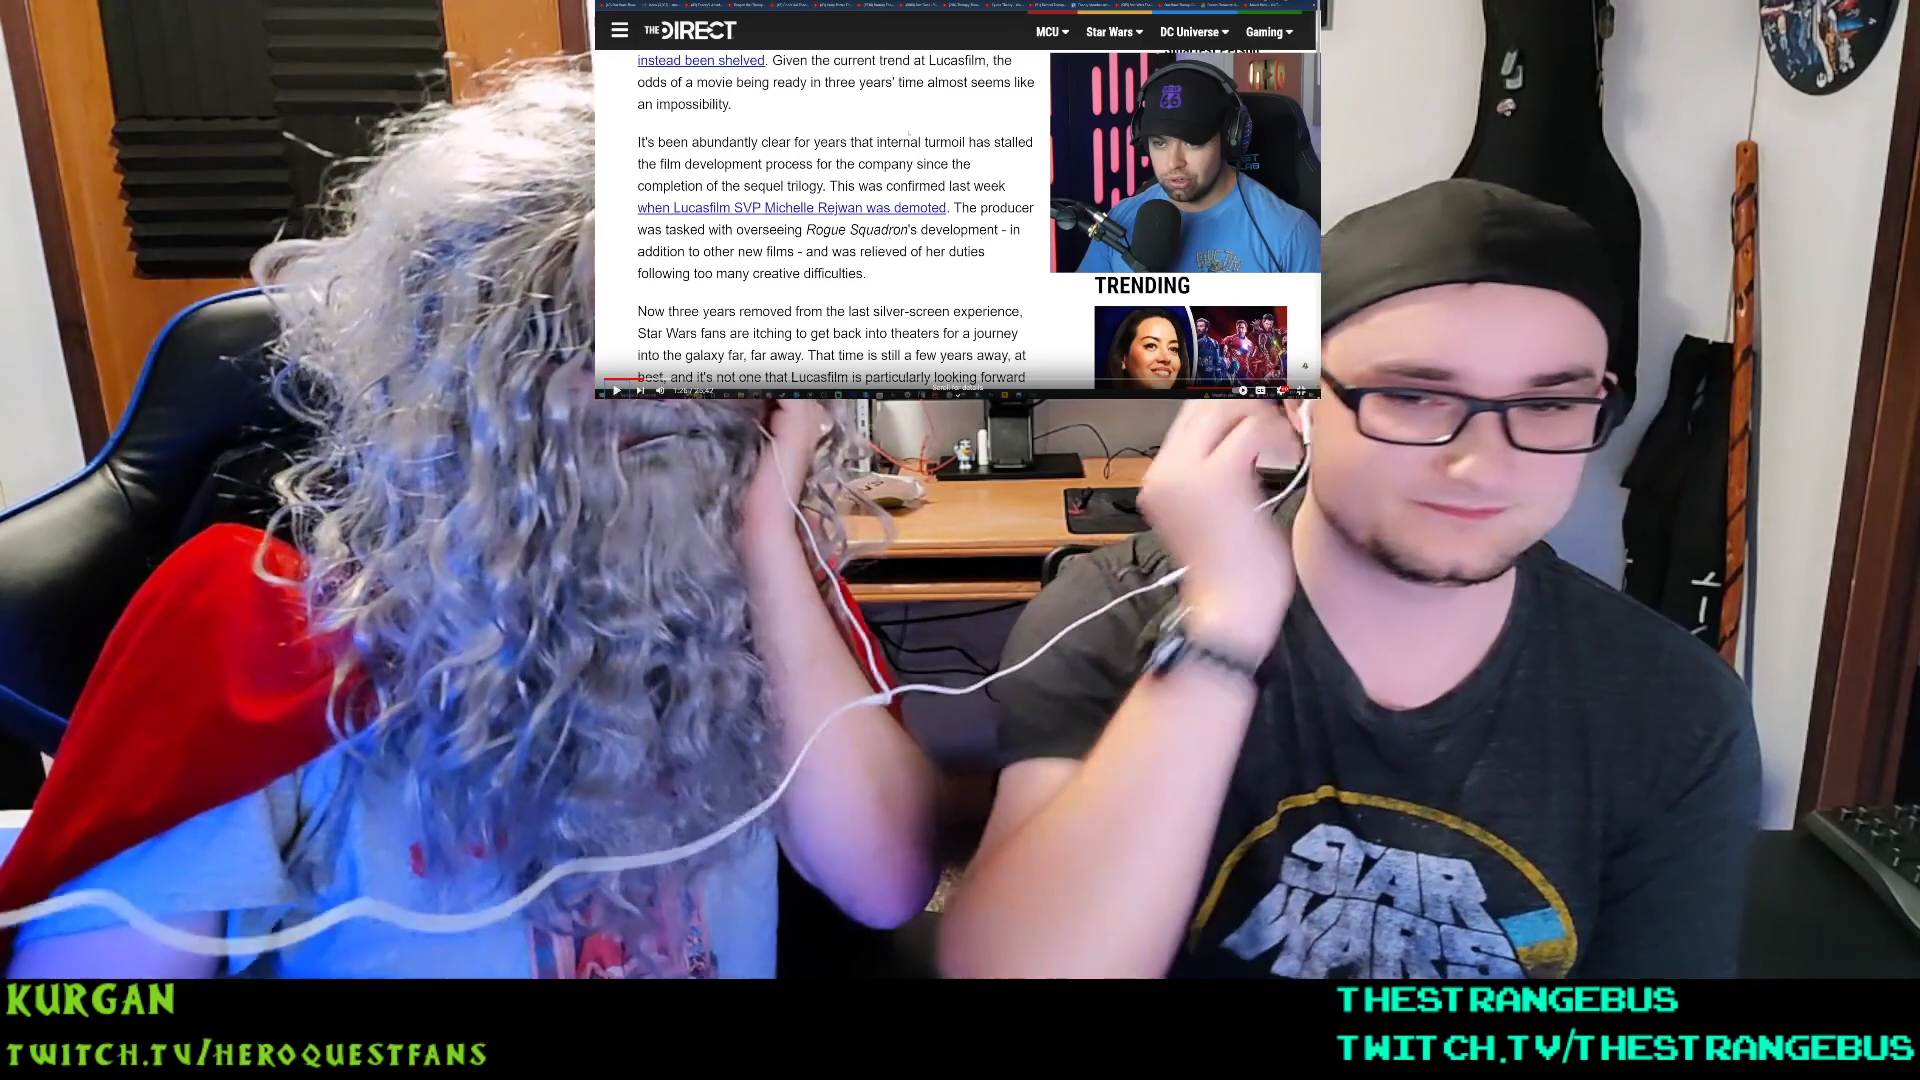 THE DIRECT
MCU
Star Wars
DC Universe
Gaming
instead been shelved. Given the current trend at Lucasfilm, the
odds of a movie being ready in three years' time almost seems like
an impossibility.
It's been abundantly clear for years that internal turmoil has stalled
the film development process for the company since the
completion of the sequel trilogy. This was confirmed last week
when Lucasfilm SVP Michelle Rejwan was demoted. The producer
was tasked with overseeing Rogue Squadron's development - in
addition to other new films - and was relieved of her duties
following too many creative difficulties.
Now three years removed from the last silver-screen experience,
Star Wars fans are itching to get back into theaters for a journey
into the galaxy far, far away. That time is still a few years away, at
best, and it's not one that Lucasfilm is particularly looking forward
TRENDING
66
Scroll for details
STAR
WARS
KURGAN
TWITCH.TV/HEROQUESTFANS
THESTRANGEBUS
TWITCH.TV/THESTRANGEBUS